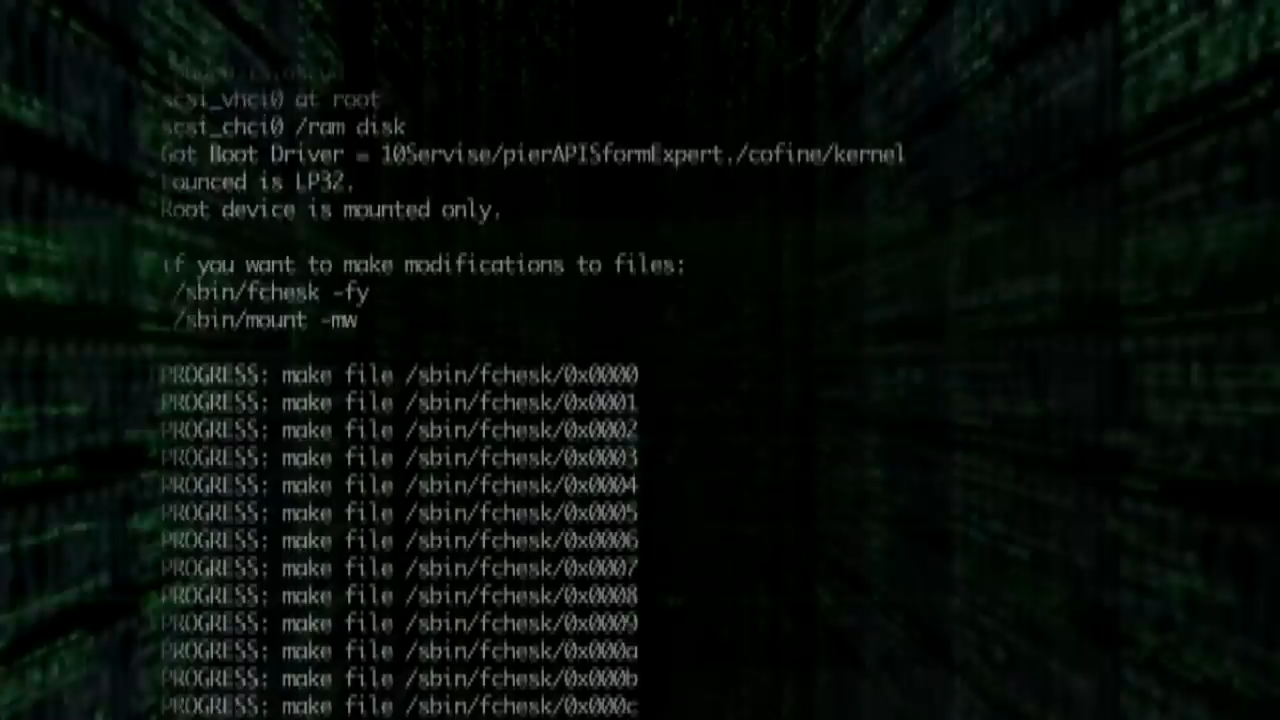 scsi_vhci0 at root
scst_chci0 /ram disk
Got Boot Driver = 10Servise/pierAPISformExpert./cofine/kernel
ounced is LP32.
Root device is mounted only.
if you want to make modifications to files:
/sbin/fchesk -fy
/sbin/mount -mw
PROGRESS: make file /sbin/fchesk/0x0000
PROGRESS: make file /sbin/fchesk/0x0001
PROGRESS: make file /sbin/fchesk/0x0002
PROGRESS: make file /sbin/fchesk/0x0003
PROGRESS: make file /sbin/fchesk/0x0004
PROGRESS: make file /sbin/fchesk/0x0005
PROGRESS: make file /sbin/fchesk/0x0006
PROGRESS: make file /sbin/fchesk/0x0007
PROGRESS: make file /sbin/fchesk/0x0008
PROGRESS: make file /sbin/fchesk/0x0009
PROGRESS: make file /sbin/fchesk/0x000a
PROGRESS: make file /sbin/fchesk/0x000b
PROGRESS: make file /sbin/fchesk/0x000c